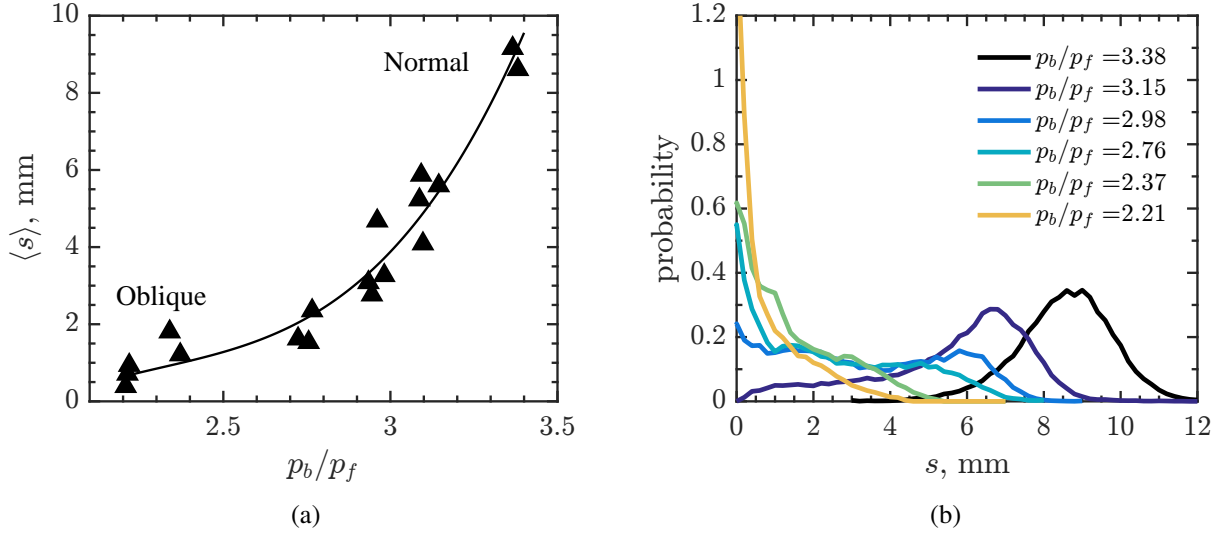 10
8
6
4
2
0
⟨s⟩, mm
Normal
Oblique
2.5
3
3.5
p_b/p_f
(a)
1.2
1
0.8
0.6
0.4
0.2
0
probability
p_b/p_f =3.38
p_b/p_f =3.15
p_b/p_f =2.98
p_b/p_f =2.76
p_b/p_f =2.37
p_b/p_f =2.21
0
2
4
6
8
10
12
s, mm
(b)